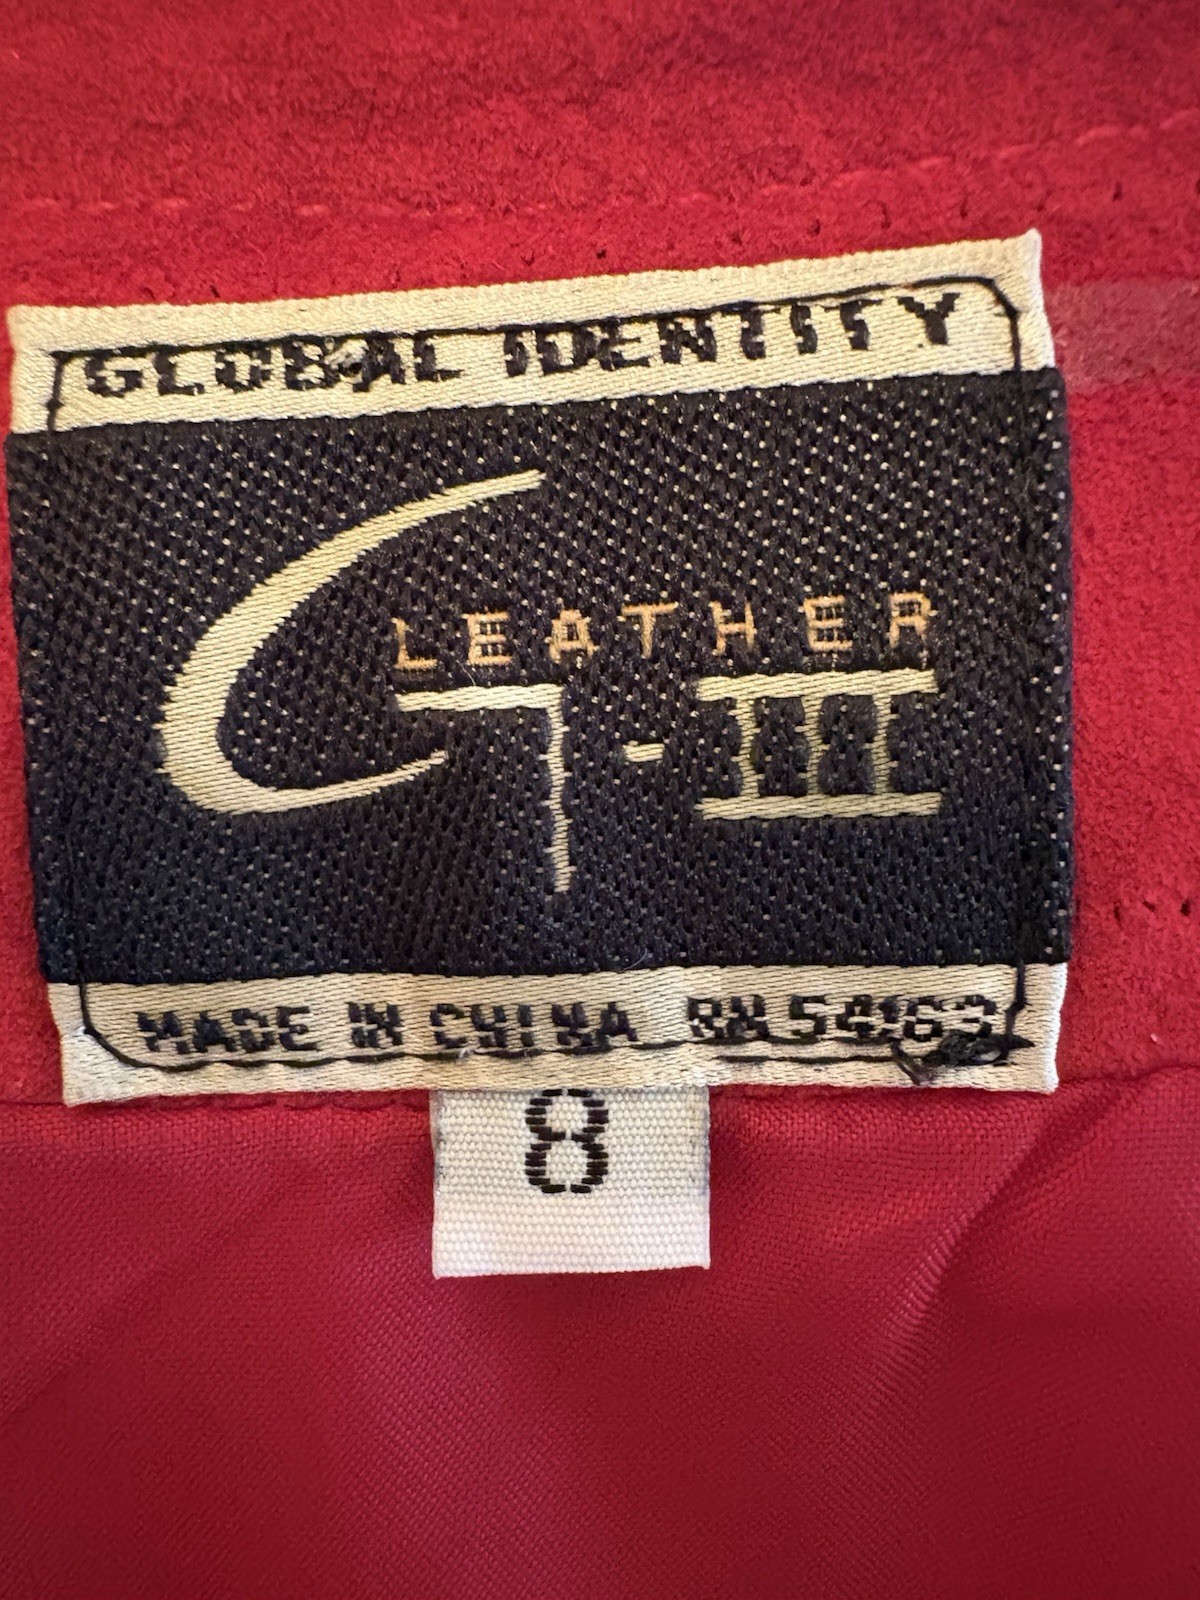 GLOBAL IDENTITY
LEATHER
G-III
MADE IN CHINA RN 54163
8